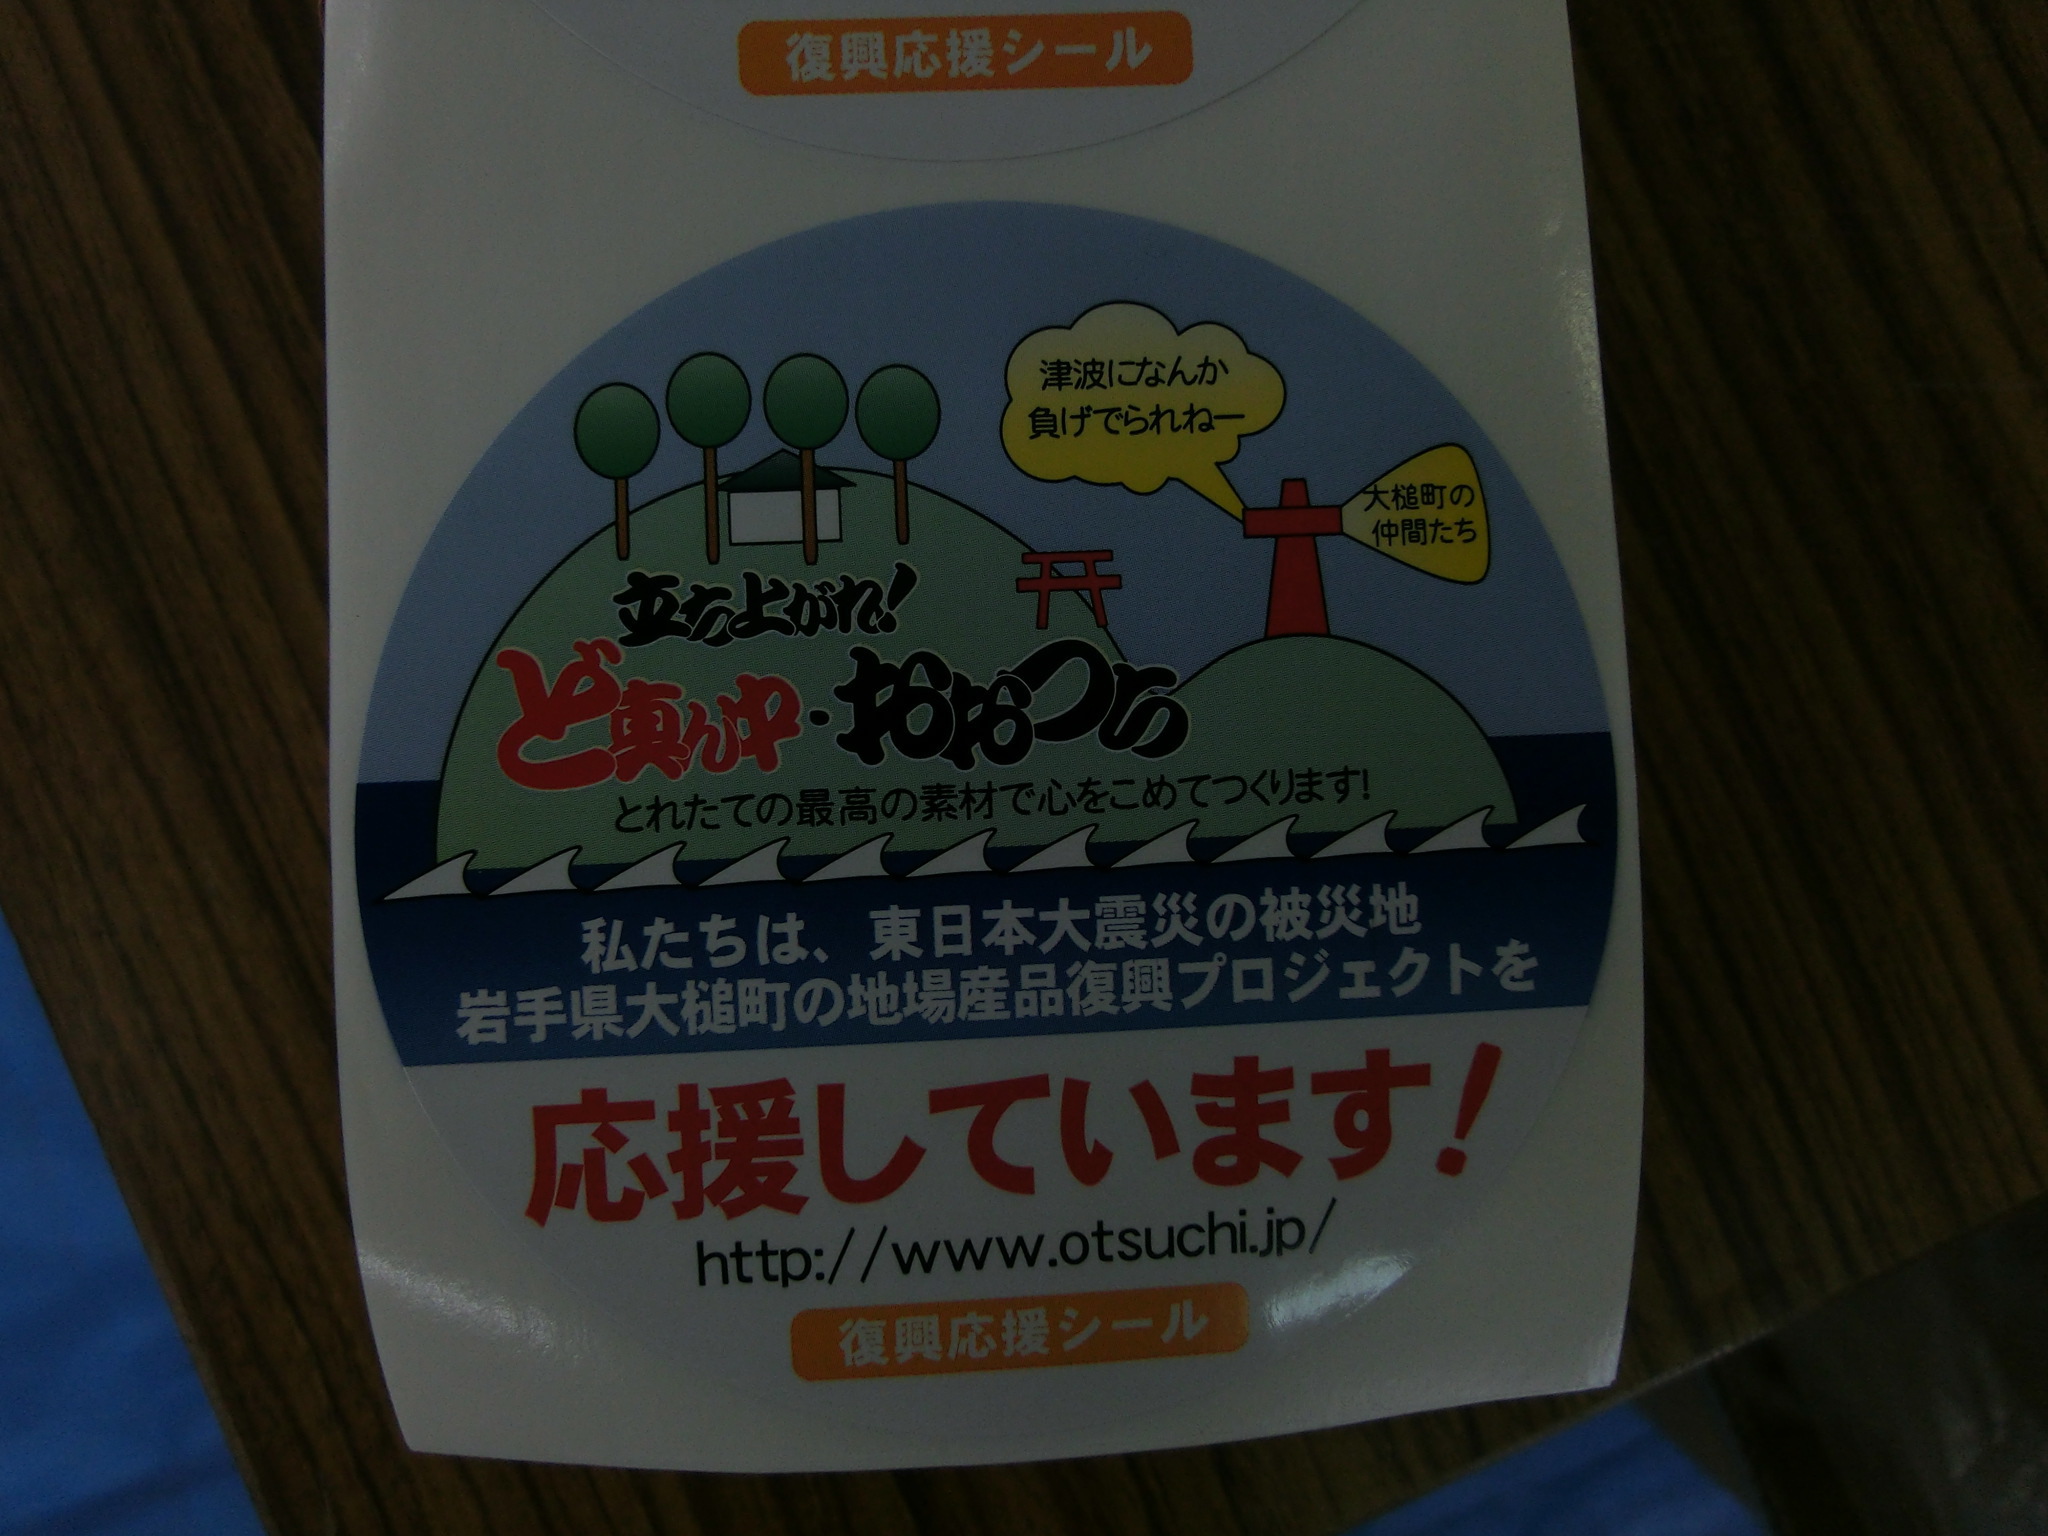 復興応援シール
津波になんか
負げでられねー
大槌町の
仲間たち
立ち上がれ!
ど真ん中・おおつち
とれたての最高の素材で心をこめてつくります!
私たちは、東日本大震災の被災地
岩手県大槌町の地場産品復興プロジェクトを
応援しています!
http://www.otsuchi.jp/
復興応援シール